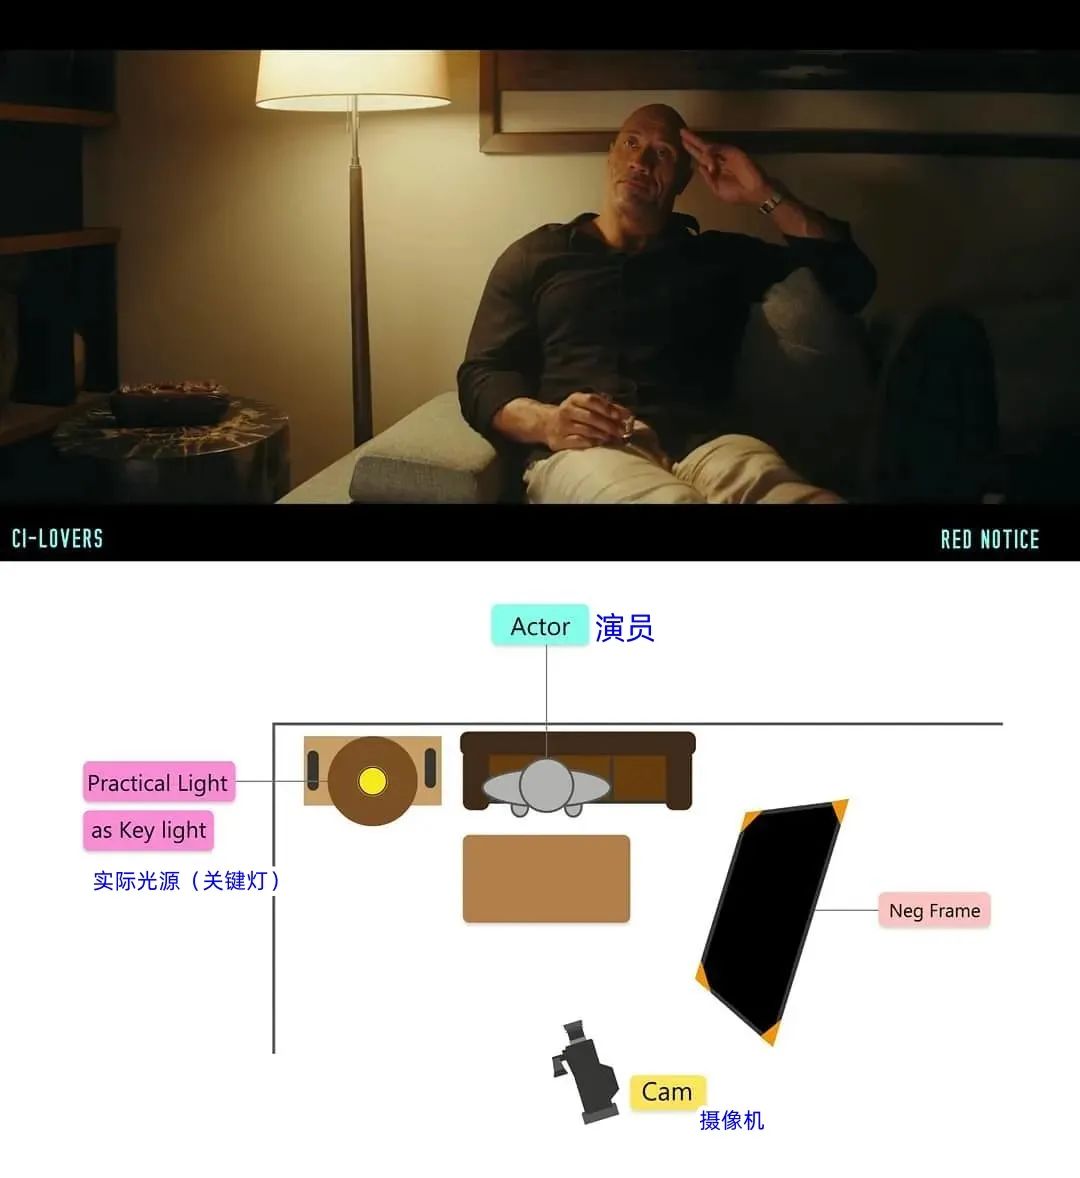 CI-LOVERS
RED NOTICE
Actor 演员
Practical Light
as Key light
实际光源（关键灯）
Neg Frame
Cam
摄像机